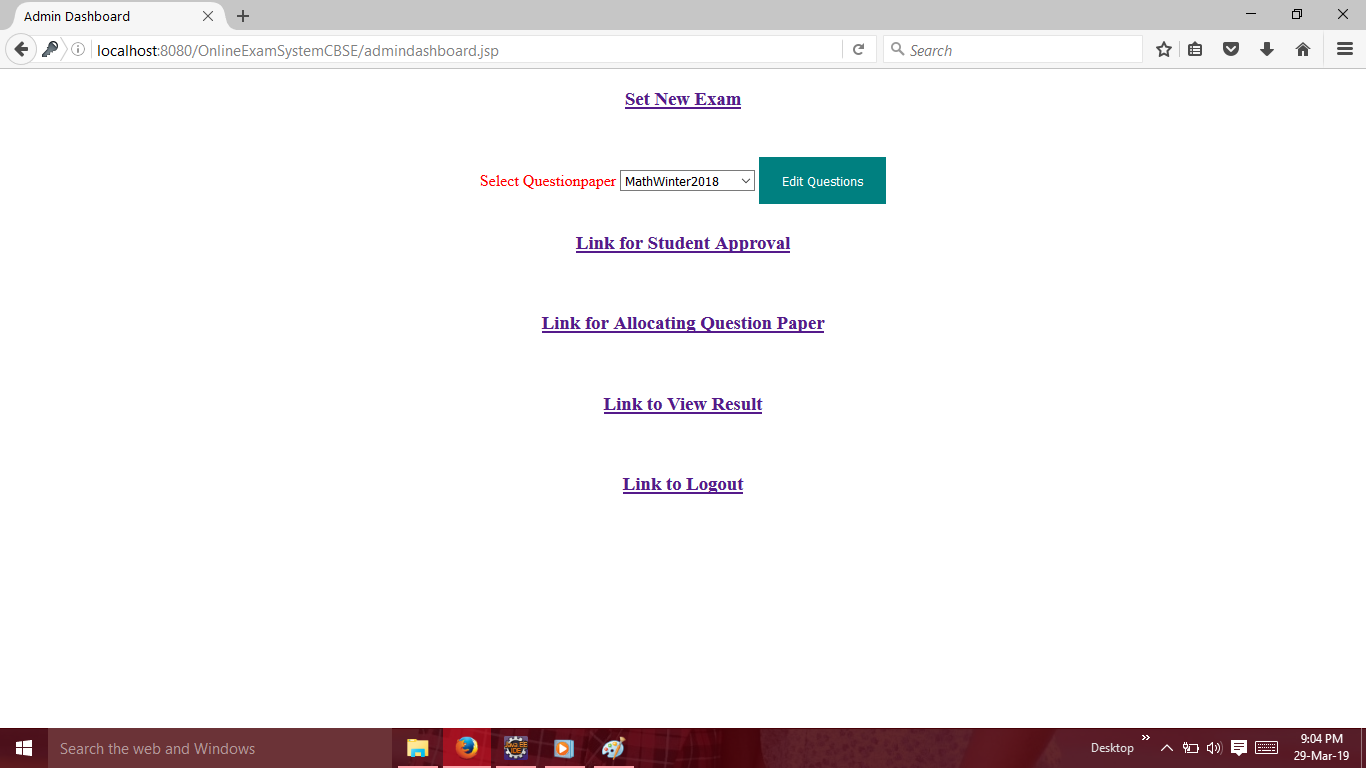 Admin Dashboard
localhost:8080/OnlineExamSystemCBSE/admindashboard.jsp
Search
Set New Exam
Select Questionpaper MathWinter2018 Edit Questions
Link for Student Approval
Link for Allocating Question Paper
Link to View Result
Link to Logout
Search the web and Windows
Desktop
9:04 PM
29-Mar-19